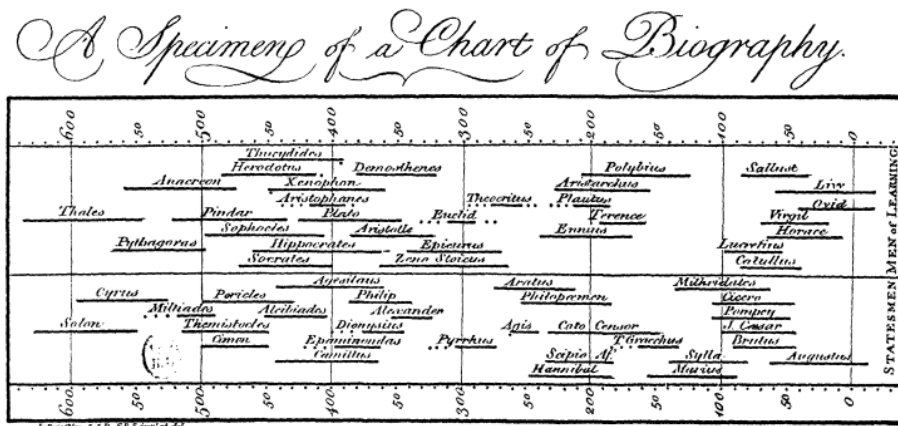 A Specimen of a Chart of Biography.
600 50 500 50 400 50 300 50 200 50 100 50 0
Thucydides
Herodotus Demosthenes Polybius Sallust
Anacreon Xenophon Aristarchus Livy
Aristophanes Theocritus Plautus Ovid
Thales Pindar Plato Euclid Terence Virgil
Sophocles Aristotle Ennius Horace
Pythagoras Hippocrates Epicurus Lucretius
Socrates Zeno Stoicus Catullus
MEN of LEARNING
Agesilaus Aratus Mithridates
Cyrus Pericles Philip Philopœmen Cicero
Miltiades Alcibiades Alexander Pompey
Solon Themistocles Dionysius Agis Cato Censor J. Cæsar
Cimon Epaminondas Pyrrhus T. Gracchus Brutus
Camillus Scipio Af. Sylla Augustus
Hannibal Marius
STATESMEN
600 50 500 50 400 50 300 50 200 50 100 50 0